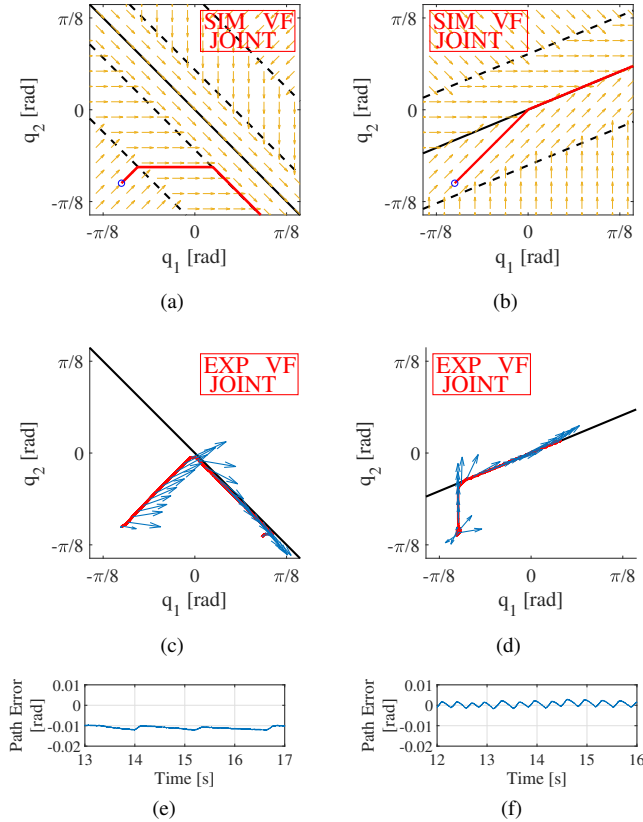 SIM VF
JOINT
q2 [rad]
π/8
0
-π/8
-π/8
0
π/8
q1 [rad]
(a)
SIM VF
JOINT
q2 [rad]
π/8
0
-π/8
-π/8
0
π/8
q1 [rad]
(b)
EXP VF
JOINT
q2 [rad]
π/8
0
-π/8
-π/8
0
π/8
q1 [rad]
(c)
EXP VF
JOINT
q2 [rad]
π/8
0
-π/8
-π/8
0
π/8
q1 [rad]
(d)
Path Error
[rad]
0.01
0
-0.01
-0.02
13
14
15
16
17
Time [s]
(e)
Path Error
[rad]
0.01
0
-0.01
-0.02
12
13
14
15
16
Time [s]
(f)